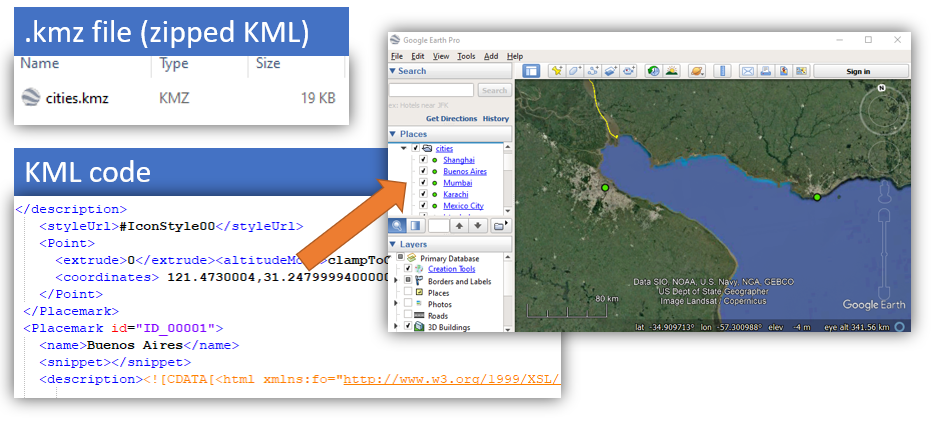 .kmz file (zipped KML)
Name Type Size
cities.kmz KMZ 19 KB
KML code
</description>
<styleUrl>#IconStyle00</styleUrl>
<Point>
<extrude>0</extrude><altitudeMo
clampToG
<coordinates> 121.4730004,31.24799994000
</Point>
</Placemark>
<Placemark id="ID_00001">
<name>Buenos Aires</name>
<snippet></snippet>
<description><![CDATA[<html xmlns:fo="http://www.w3.org/1999/XSL/
Google Earth Pro
File Edit View Tools Add Help
Search
Search
ex: Hotels near JFK
Get Directions History
Places
cities
Shanghai
Buenos Aires
Mumbai
Karachi
Mexico City
Layers
Primary Database
Creation Tools
Borders and Labels
Places
Photos
Roads
3D Buildings
Sign in
N
Data SIO, NOAA, U.S. Navy, NGA, GEBCO
US Dept of State Geographer
Image Landsat / Copernicus
80 km
Google Earth
lat -34.909713° lon -57.300988° elev -4 m eye alt 341.56 km